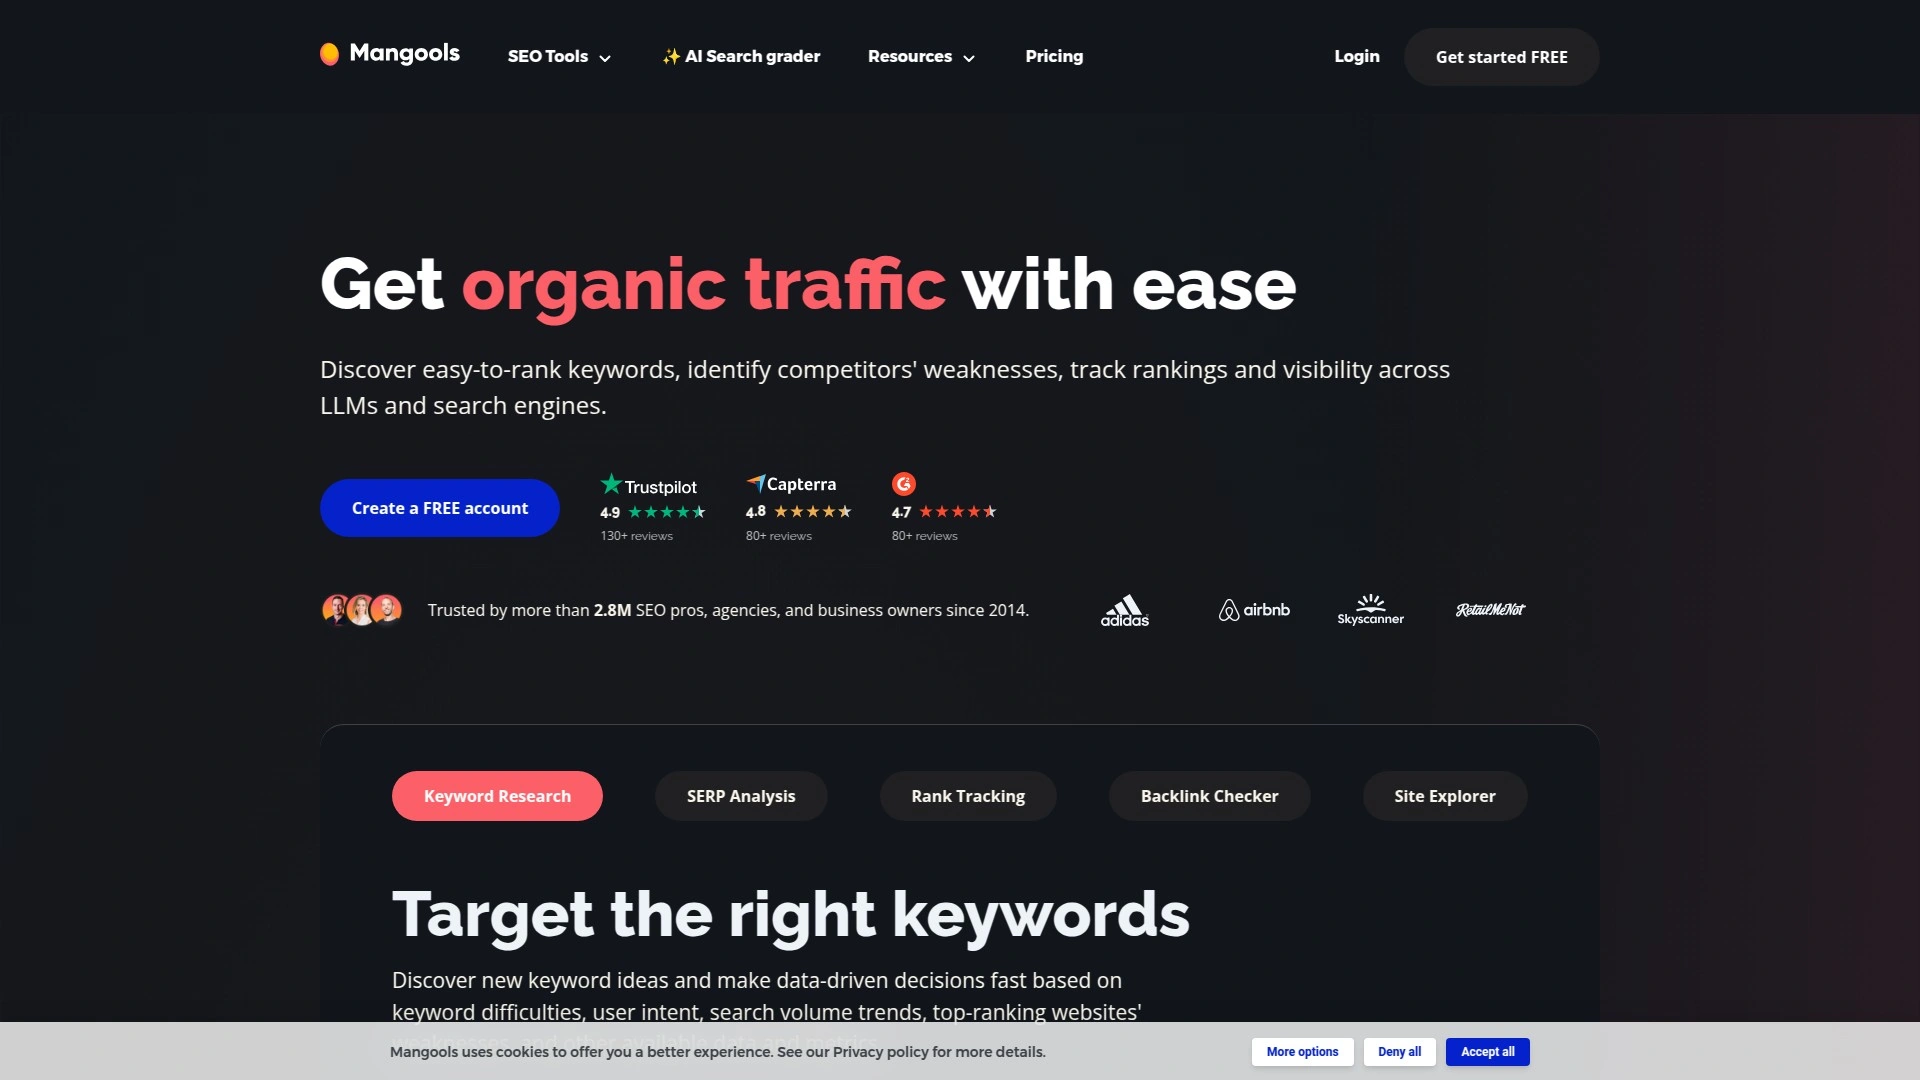 Mangools
SEO Tools
✨ AI Search grader
Resources
Pricing
Login
Get started FREE
Get organic traffic with ease
Discover easy-to-rank keywords, identify competitors' weaknesses, track rankings and visibility across
LLMs and search engines.
Create a FREE account
Trustpilot
4.9
130+ reviews
Capterra
4.8
80+ reviews
4.7
80+ reviews
Trusted by more than 2.8M SEO pros, agencies, and business owners since 2014.
adidas
airbnb
Skyscanner
RetailMeNot
Keyword Research
SERP Analysis
Rank Tracking
Backlink Checker
Site Explorer
Target the right keywords
Discover new keyword ideas and make data-driven decisions fast based on
keyword difficulties, user intent, search volume trends, top-ranking websites'
Mangools uses cookies to offer you a better experience. See our Privacy policy for more details.
More options
Deny all
Accept all